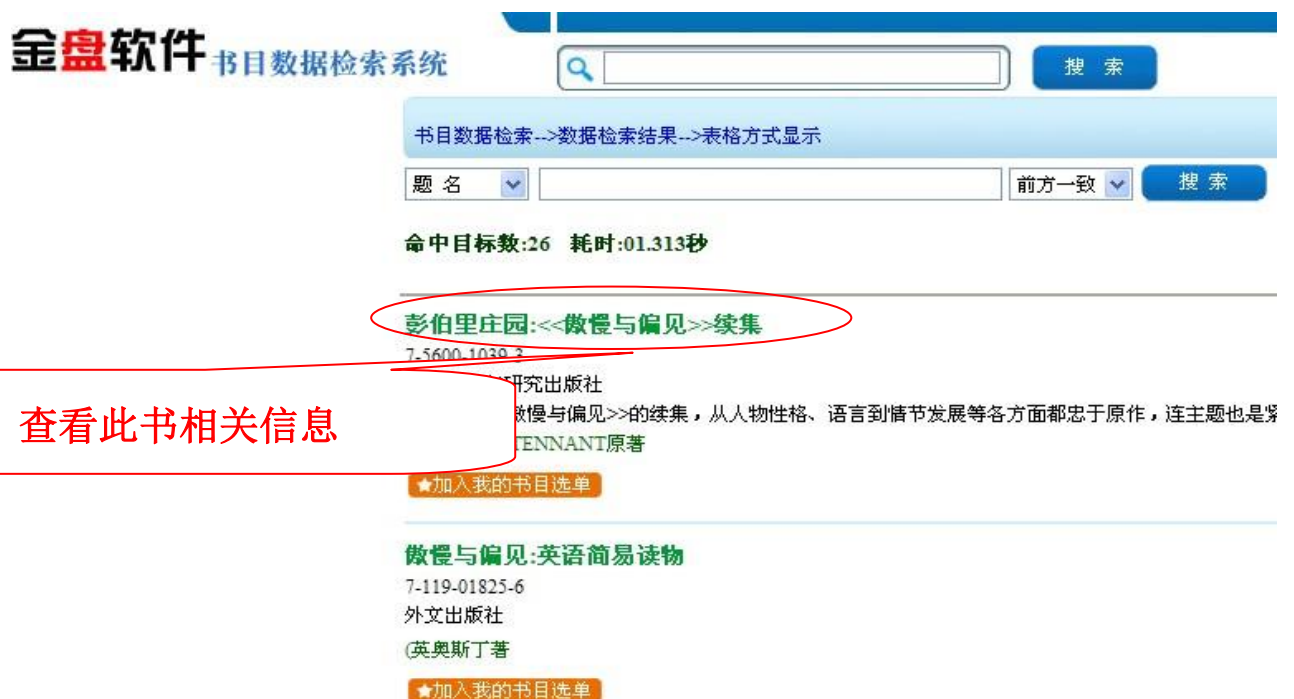 金盘软件 书目数据检索系统
搜 索
书目数据检索-->数据检索结果-->表格方式显示
题 名 前方一致 搜 索
命中目标数:26 耗时:01.313秒
彭伯里庄园:<<傲慢与偏见>>续集
7-5600-1039-3
研究出版社
傲慢与偏见>>的续集，从人物性格、语言到情节发展等各方面都忠于原作，连主题也是紧
查看此书相关信息
TENNANT原著
★加入我的书目选单
傲慢与偏见:英语简易读物
7-119-01825-6
外文出版社
(英奥斯丁著
★加入我的书目选单